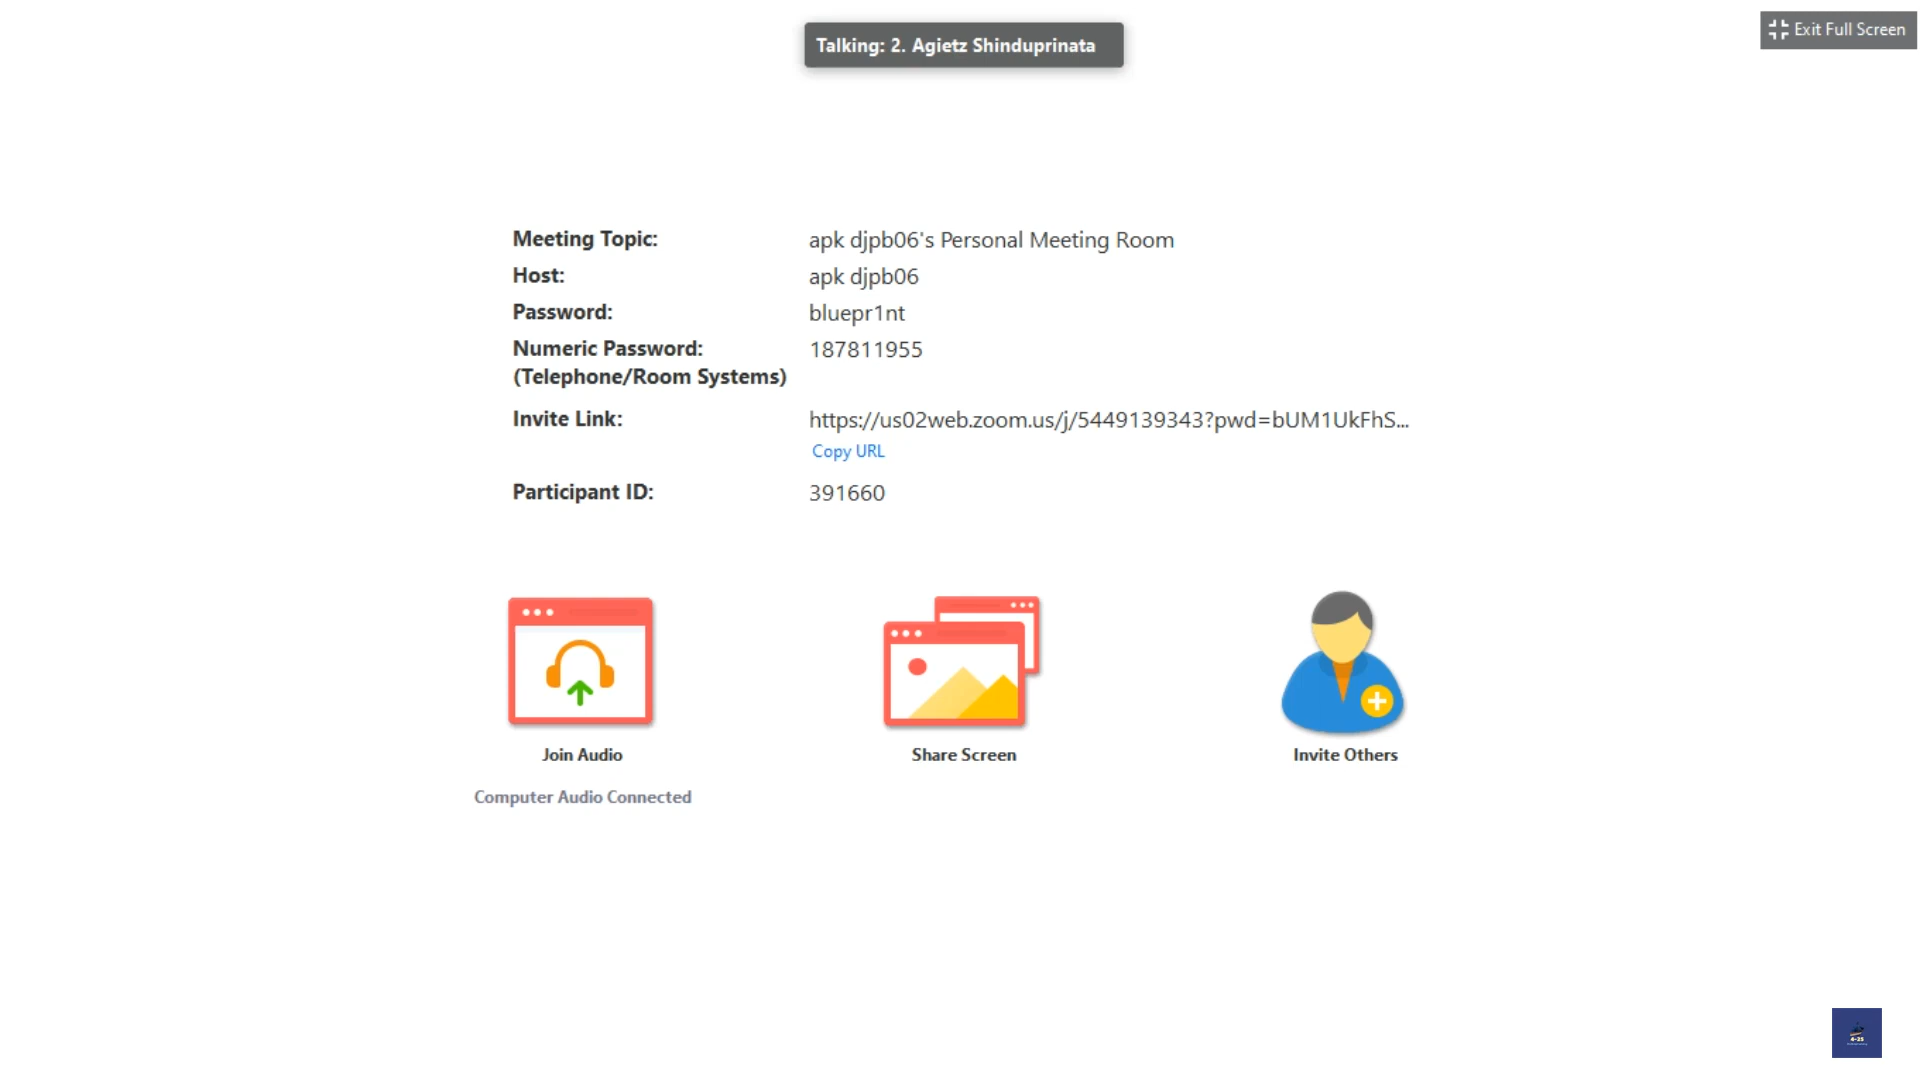 Talking: 2. Agietz Shinduprinata
Exit Full Screen
Meeting Topic: apk djpb06's Personal Meeting Room
Host: apk djpb06
Password: bluepr1nt
Numeric Password: 187811955
(Telephone/Room Systems)
Invite Link: https://us02web.zoom.us/j/5449139343?pwd=bUM1UkFhS...
Copy URL
Participant ID: 391660
Join Audio
Share Screen
Invite Others
Computer Audio Connected
4-25